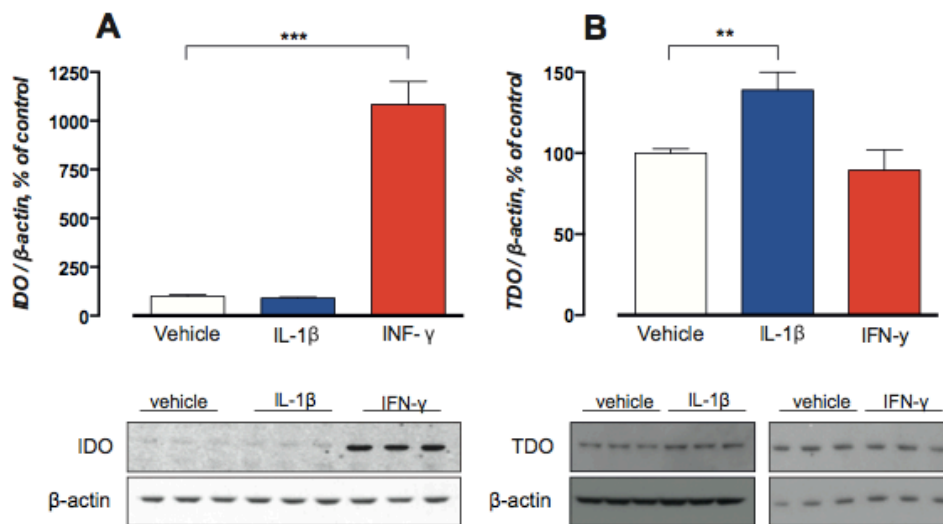 A
***
IDO / β-actin, % of control
1250
1000
750
500
250
0
Vehicle IL-1β INF- γ
vehicle IL-1β IFN-γ
IDO
β-actin
B
**
TDO / β-actin, % of control
150
100
50
0
Vehicle IL-1β IFN-y
vehicle IL-1β vehicle IFN-γ
TDO
β-actin